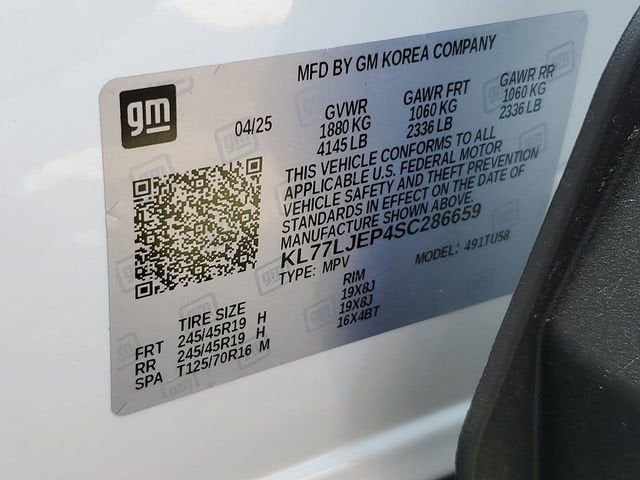 MFD BY GM KOREA COMPANY
gm
04/25
GVWR GAWR FRT GAWR RR
1880 KG 1060 KG 1060 KG
4145 LB 2336 LB 2336 LB
THIS VEHICLE CONFORMS TO ALL
APPLICABLE U.S. FEDERAL MOTOR
VEHICLE SAFETY AND THEFT PREVENTION
STANDARDS IN EFFECT ON THE DATE OF
MANUFACTURE SHOWN ABOVE.
KL77LJEP4SC286659
TYPE: MPV MODEL: 491TU58
TIRE SIZE RIM
FRT 245/45R19 H 19X8J
RR 245/45R19 H 19X8J
SPA T125/70R16 M 16X4BT